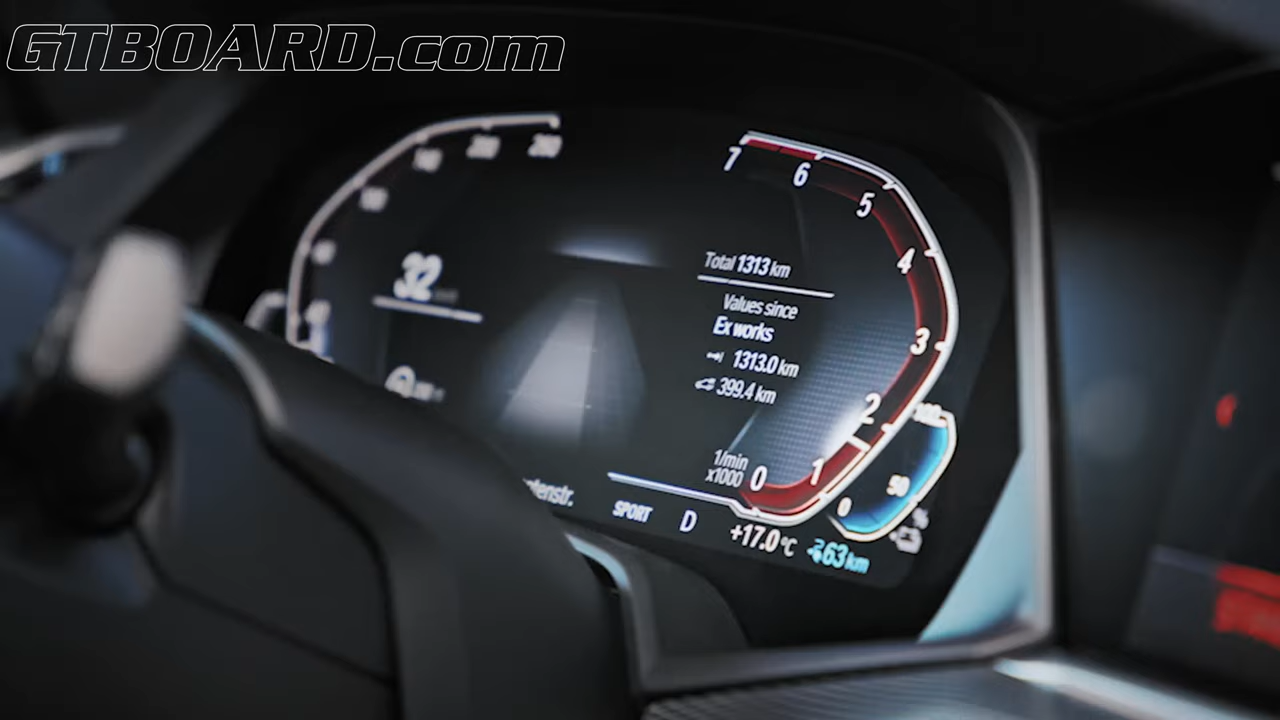 GTBOARD.com
200
7
6
5
4
3
2
1
0
32
Total 1313 km
Values since
Ex works
1313.0 km
399.4 km
1/min
x1000
100
50
0
%
SPORT D
+17.0 °C
63 km